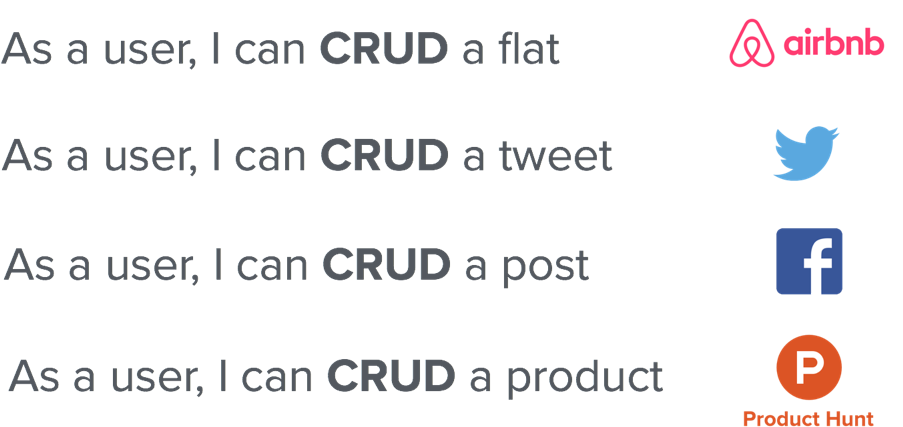 As a user, I can CRUD a flat
airbnb
As a user, I can CRUD a tweet
As a user, I can CRUD a post
f
As a user, I can CRUD a product
P
Product Hunt